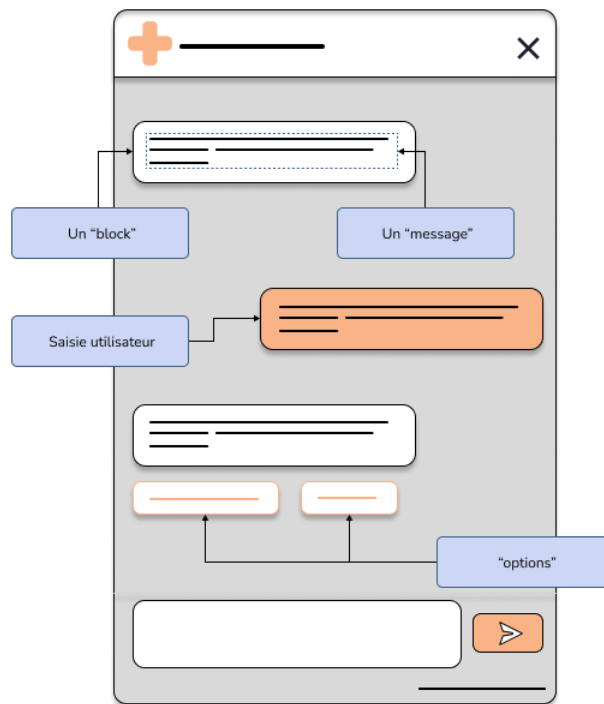 Un “block”
Un “message”
Saisie utilisateur
“options”